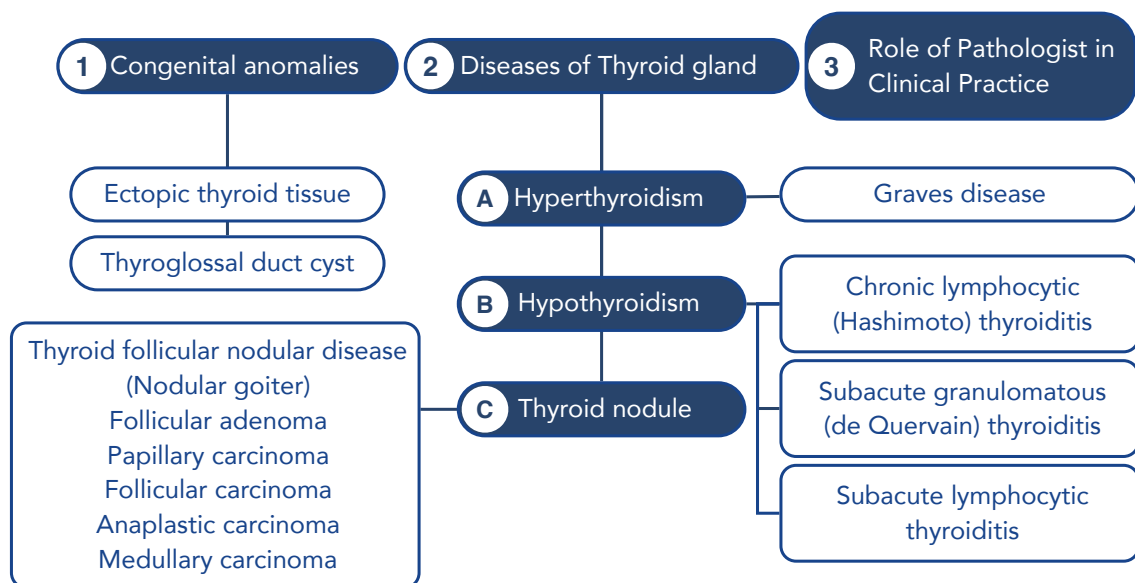 1 Congenital anomalies
Ectopic thyroid tissue
Thyroglossal duct cyst
2 Diseases of Thyroid gland
A Hyperthyroidism
Graves disease
B Hypothyroidism
Chronic lymphocytic
(Hashimoto) thyroiditis
Subacute granulomatous
(de Quervain) thyroiditis
Subacute lymphocytic
thyroiditis
C Thyroid nodule
Thyroid follicular nodular disease
(Nodular goiter)
Follicular adenoma
Papillary carcinoma
Follicular carcinoma
Anaplastic carcinoma
Medullary carcinoma
3 Role of Pathologist in
Clinical Practice